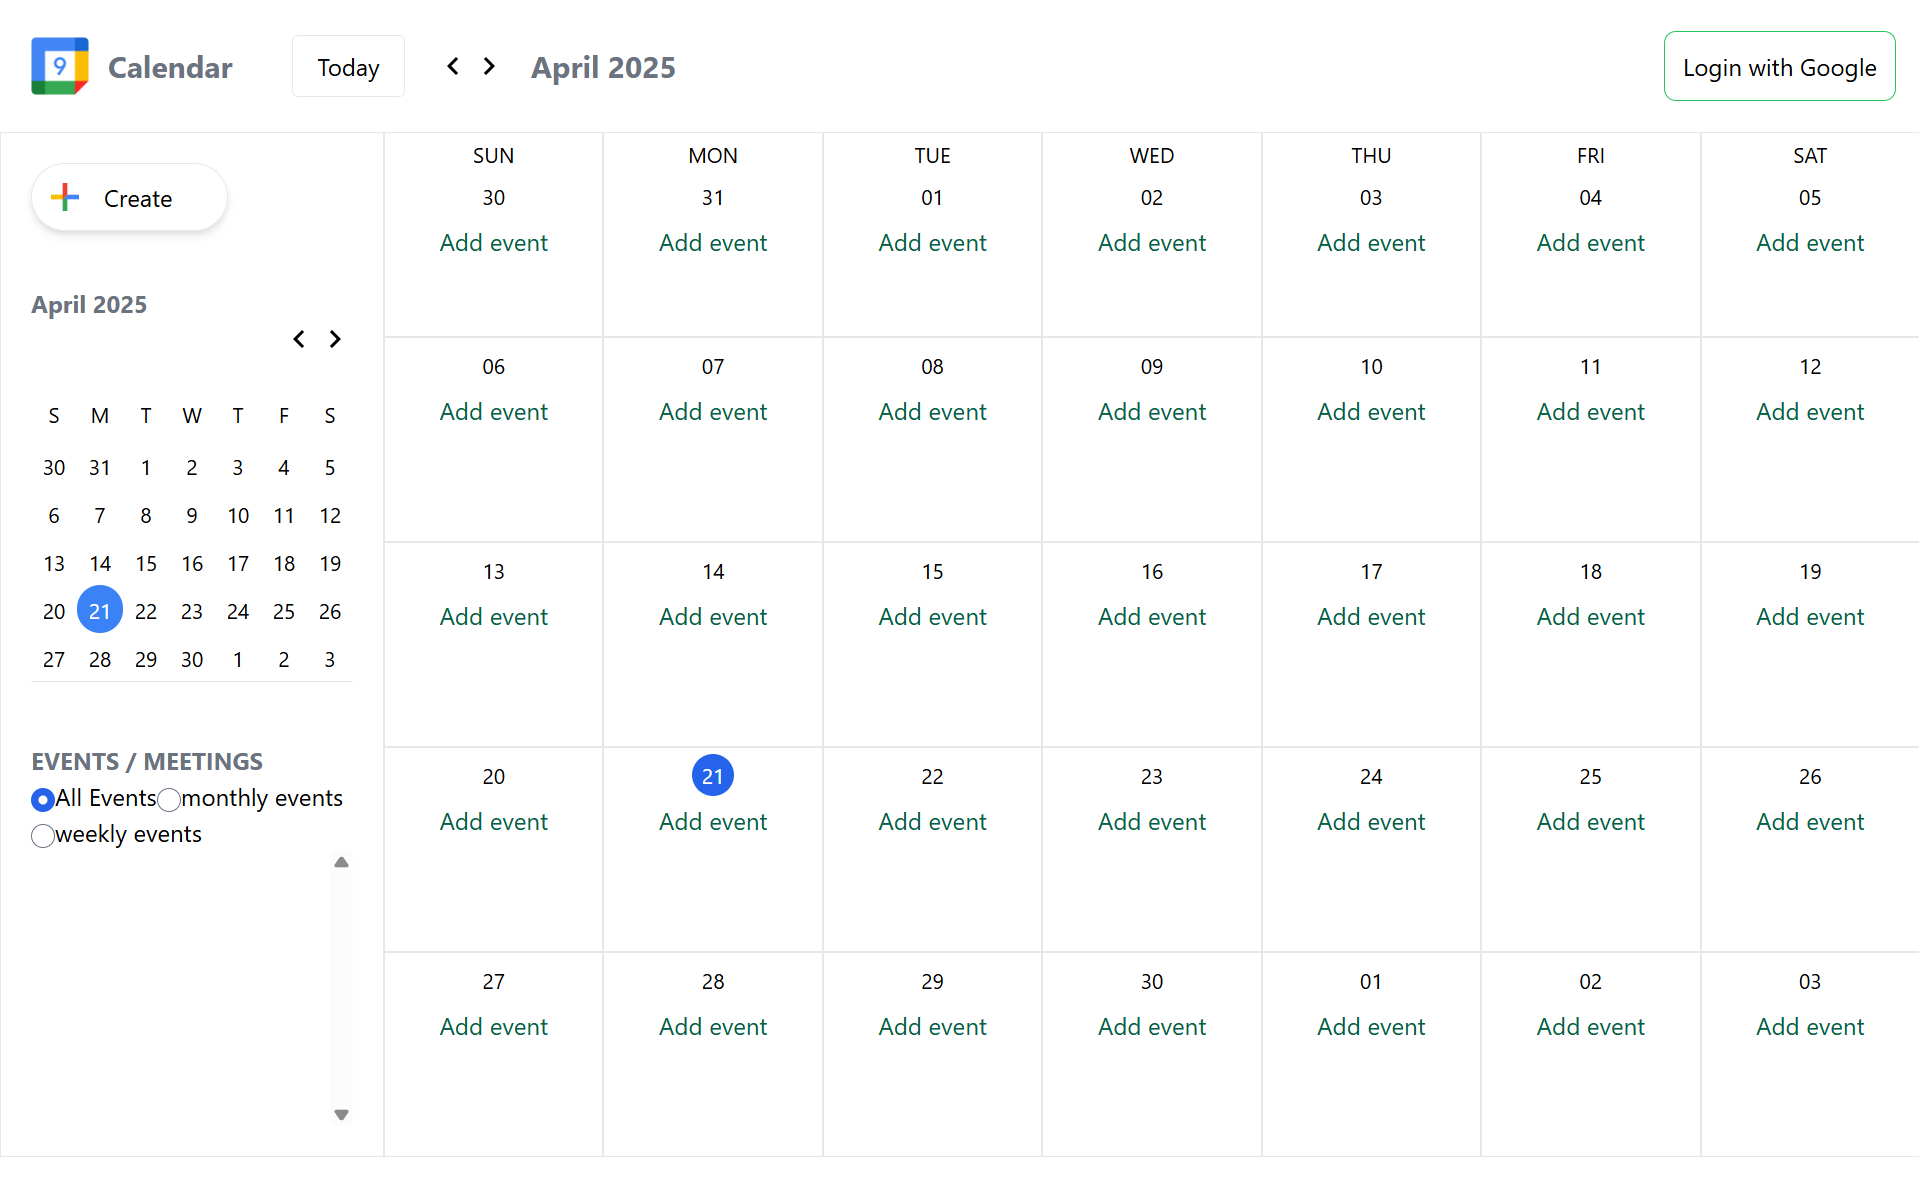 9 Calendar Today April 2025 Login with Google
Create
April 2025
S M T W T F S
30 31 1 2 3 4 5
6 7 8 9 10 11 12
13 14 15 16 17 18 19
20 21 22 23 24 25 26
27 28 29 30 1 2 3
EVENTS / MEETINGS
All Events monthly events
weekly events
SUN MON TUE WED THU FRI SAT
30 31 01 02 03 04 05
Add event Add event Add event Add event Add event Add event Add event
06 07 08 09 10 11 12
Add event Add event Add event Add event Add event Add event Add event
13 14 15 16 17 18 19
Add event Add event Add event Add event Add event Add event Add event
20 21 22 23 24 25 26
Add event Add event Add event Add event Add event Add event Add event
27 28 29 30 01 02 03
Add event Add event Add event Add event Add event Add event Add event